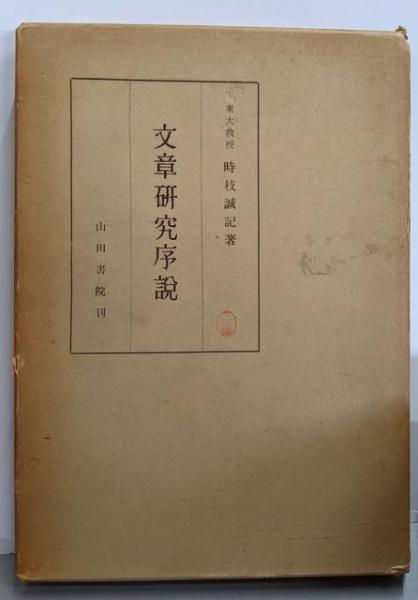 東大教授 時枝誠記著
文章研究序說
山田書院刊